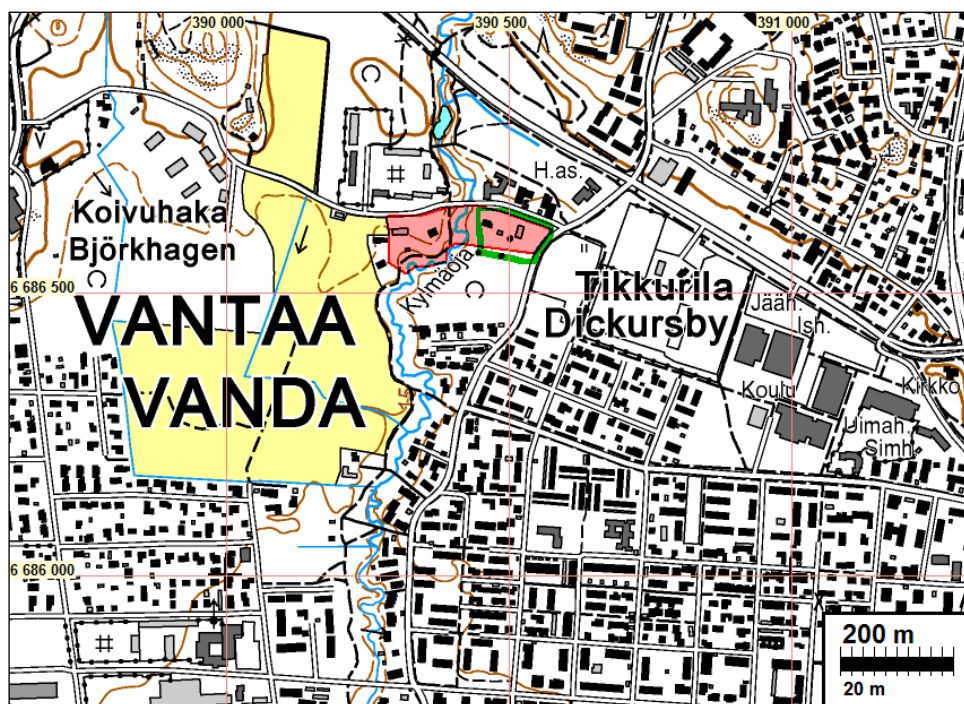 390 000
390 500
391 000
H.as.
Koivuhaka
Björkhagen
Kylmäoja
6 686 500
Tikkurila
Dickursby
VANTAA
VANDA
Jääh.
Ish.
Koulu
Kirkko
Uimah.
Simh.
15
6 686 000
200 m
20 m